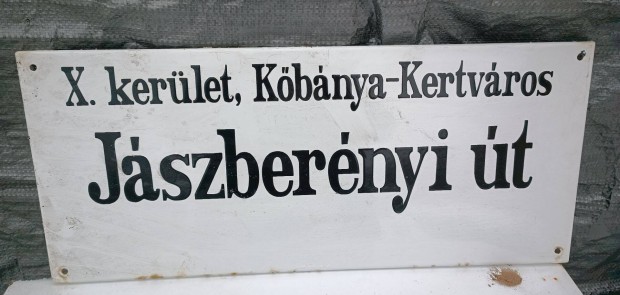 X. kerület, Kőbánya-Kertváros
Jászberényi út